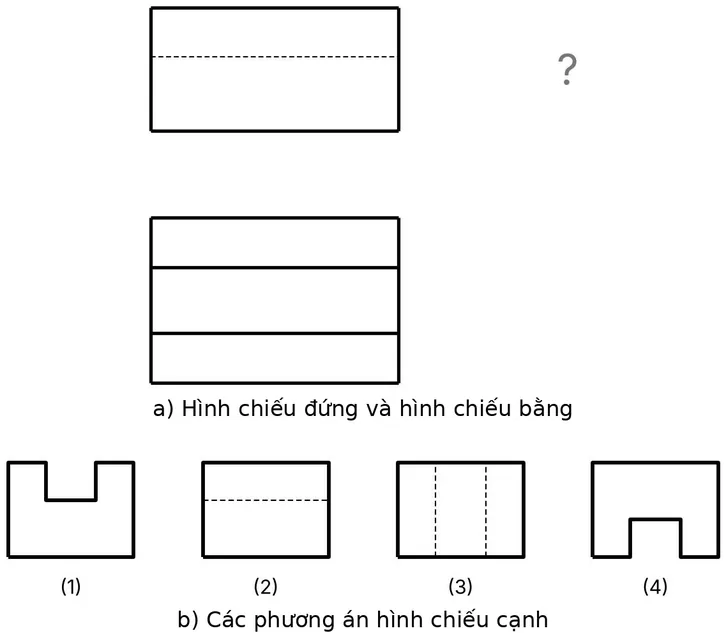 ?
a) Hình chiếu đứng và hình chiếu bằng
(1) (2) (3) (4)
b) Các phương án hình chiếu cạnh